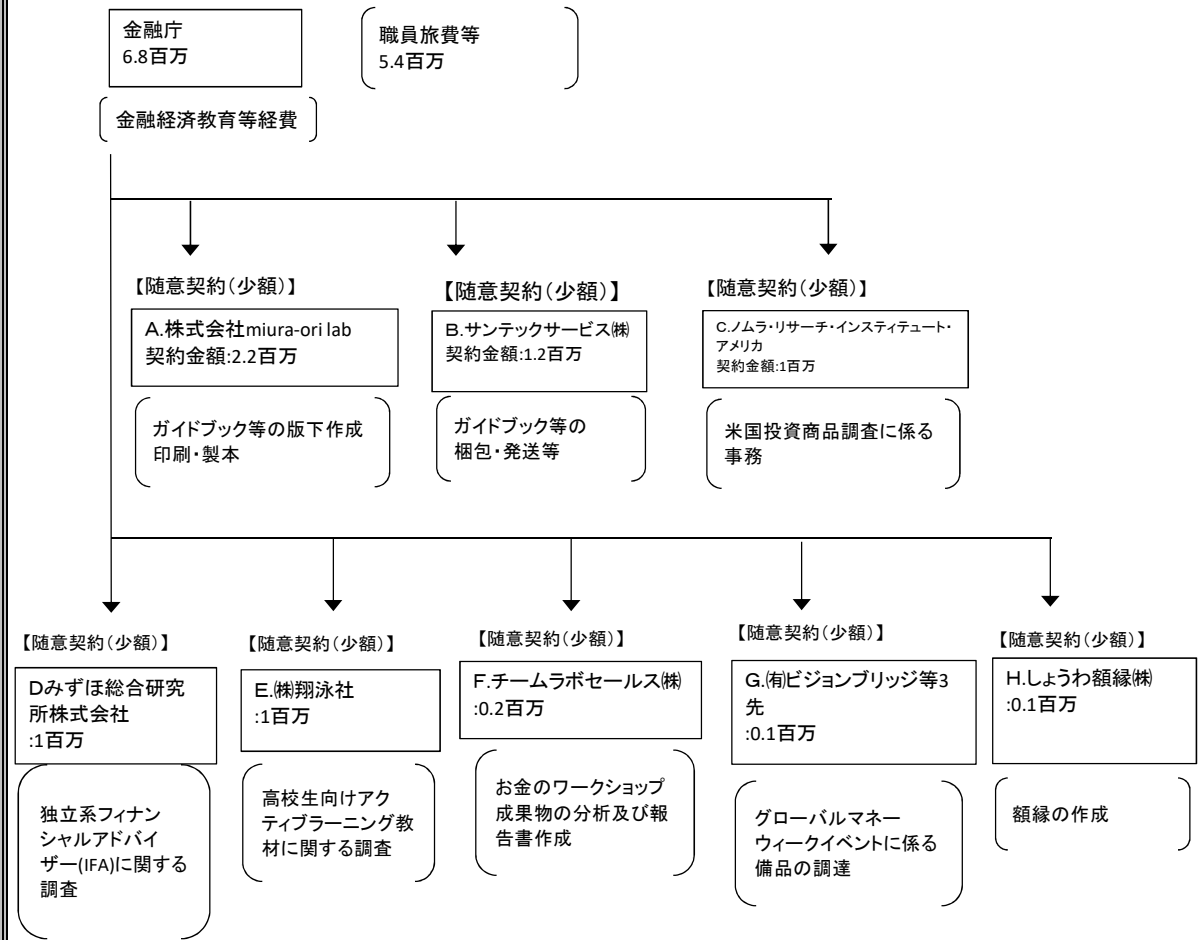 金融庁
6.8百万
職員旅費等
5.4百万
金融経済教育等経費
【随意契約(少額)】
A.株式会社miura-ori lab
契約金額:2.2百万
ガイドブック等の版下作成
印刷・製本
【随意契約(少額)】
B.サンテックサービス㈱
契約金額:1.2百万
ガイドブック等の
梱包・発送等
【随意契約(少額)】
C.ノムラ・リサーチ・インスティテュート・
アメリカ
契約金額:1百万
米国投資商品調査に係る
事務
【随意契約(少額)】
Dみずほ総合研究
所株式会社
:1百万
独立系フィナン
シャルアドバイ
ザー(IFA)に関する
調査
【随意契約(少額)】
E.㈱翔泳社
:1百万
高校生向けアク
ティブラーニング教
材に関する調査
【随意契約(少額)】
F.チームラボセールス㈱
:0.2百万
お金のワークショップ
成果物の分析及び報
告書作成
【随意契約(少額)】
G.㈲ビジョンブリッジ等3
先
:0.1百万
グローバルマネー
ウィークイベントに係る
備品の調達
【随意契約(少額)】
H.しょうわ額縁㈱
:0.1百万
額縁の作成